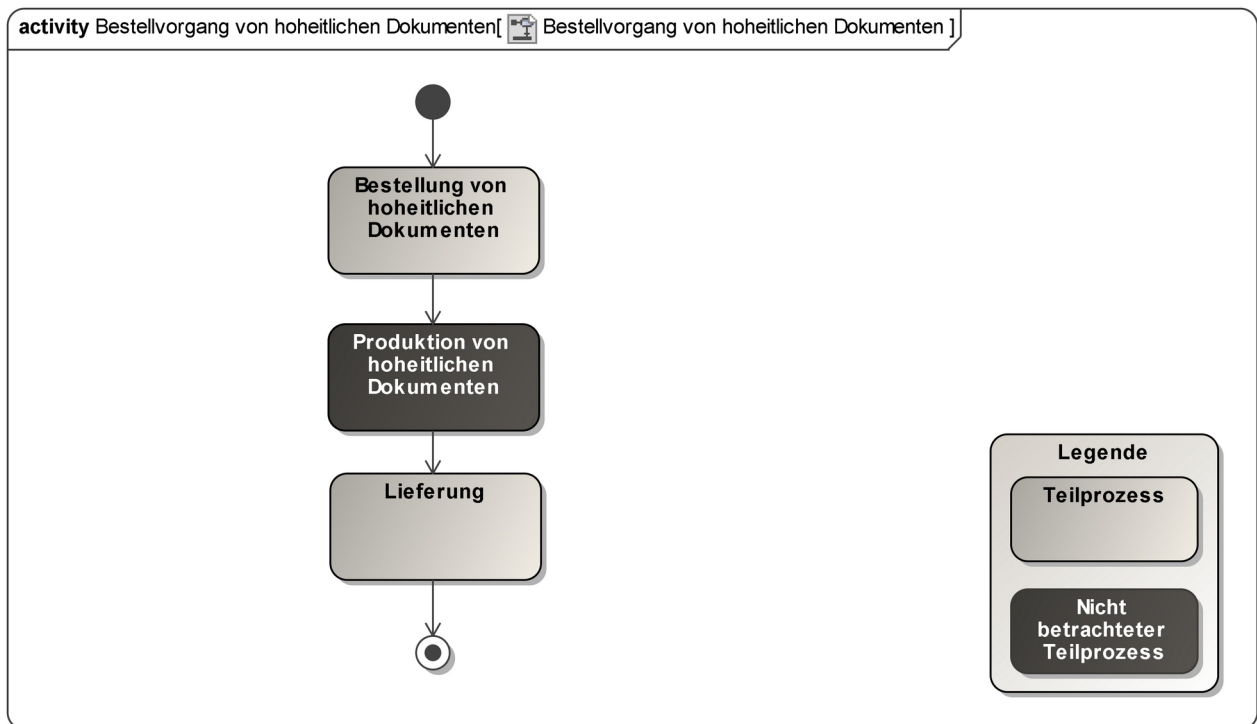 activity Bestellvorgang von hoheitlichen Dokumenten[ Bestellvorgang von hoheitlichen Dokumenten ]
Bestellung von
hoheitlichen
Dokumenten
Produktion von
hoheitlichen
Dokumenten
Lieferung
Legende
Teilprozess
Nicht
betrachteter
Teilprozess